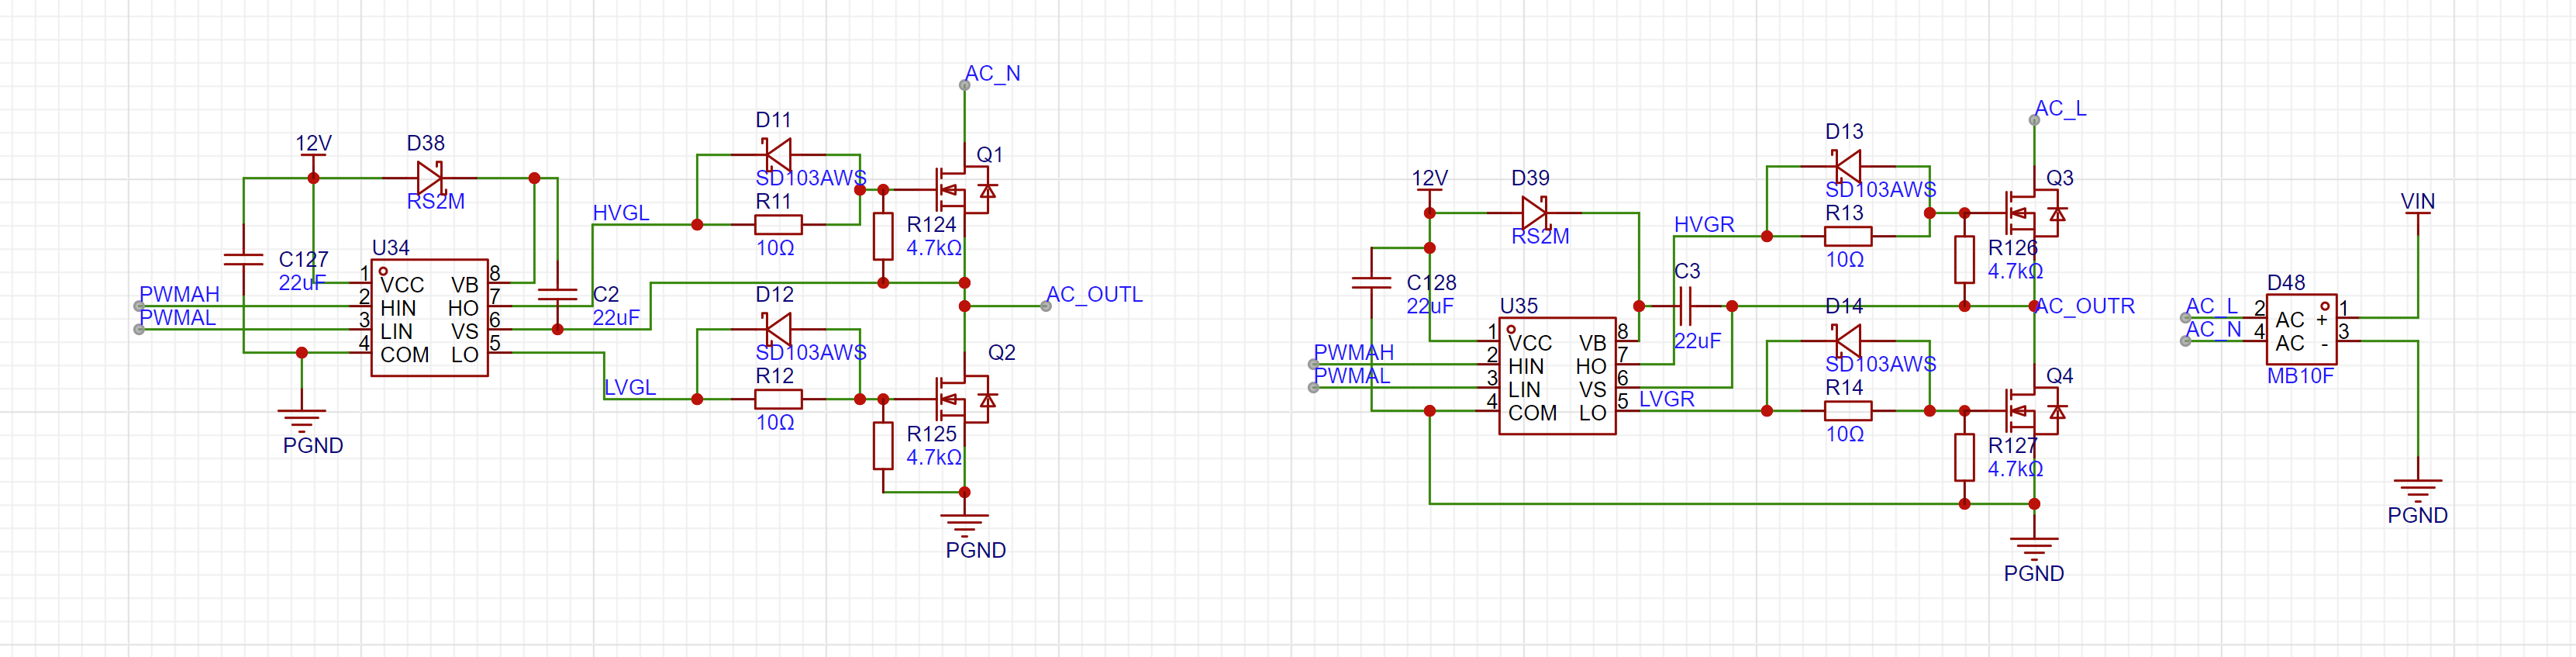 AC_N
D11
SD103AWS
R11
10Ω
Q1
R124
4.7kΩ
12V
D38
RS2M
HVGL
C127
22uF
U34
1
VCC
VB
8
2
HIN
HO
7
3
LIN
VS
6
4
COM
LO
5
PWMAH
PWMAL
C2
22uF
PGND
D12
SD103AWS
R12
10Ω
LVGL
AC_OUTL
Q2
R125
4.7kΩ
PGND
AC_L
D13
SD103AWS
R13
10Ω
Q3
R126
4.7kΩ
12V
D39
RS2M
HVGR
C128
22uF
C3
22uF
U35
1
VCC
VB
8
2
HIN
HO
7
3
LIN
VS
6
4
COM
LO
5
PWMAH
PWMAL
LVGR
D14
SD103AWS
R14
10Ω
AC_OUTR
Q4
R127
4.7kΩ
PGND
VIN
D48
AC_L
2
AC
+
1
AC_N
4
AC
-
3
MB10F
PGND